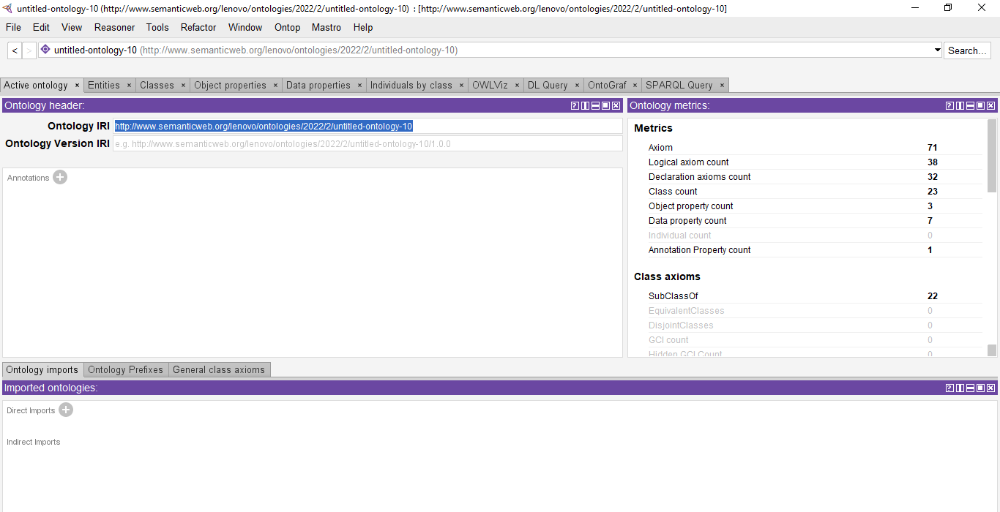 untitled-ontology-10 (http://www.semanticweb.org/lenovo/ontologies/2022/2/untitled-ontology-10) : [http://www.semanticweb.org/lenovo/ontologies/2022/2/untitled-ontology-10]
File Edit View Reasoner Tools Refactor Window Ontop Mastro Help
< > untitled-ontology-10 (http://www.semanticweb.org/lenovo/ontologies/2022/2/untitled-ontology-10) Search...
Active ontology × Entities × Classes × Object properties × Data properties × Individuals by class × OWLViz × DL Query × OntoGraf × SPARQL Query ×
Ontology header:
Ontology IRI http://www.semanticweb.org/lenovo/ontologies/2022/2/untitled-ontology-10
Ontology Version IRI e.g. http://www.semanticweb.org/lenovo/ontologies/2022/2/untitled-ontology-10/1.0.0
Annotations
Ontology metrics:
Metrics
Axiom 71
Logical axiom count 38
Declaration axioms count 32
Class count 23
Object property count 3
Data property count 7
Individual count 0
Annotation Property count 1
Class axioms
SubClassOf 22
EquivalentClasses 0
DisjointClasses 0
GCI count 0
Hidden GCI Count 0
Ontology imports Ontology Prefixes General class axioms
Imported ontologies:
Direct Imports
Indirect Imports